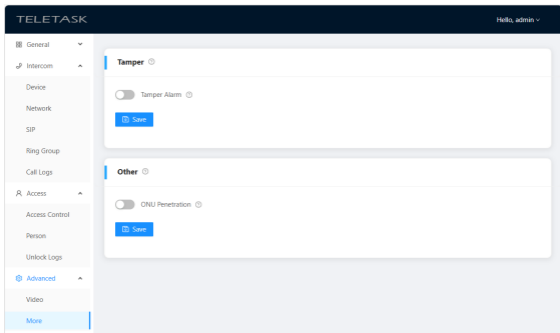 TELETASK
Hello, admin
General
Intercom
Device
Network
SIP
Ring Group
Call Logs
Access
Access Control
Person
Unlock Logs
Advanced
Video
More
Tamper
Tamper Alarm
Save
Other
ONU Penetration
Save